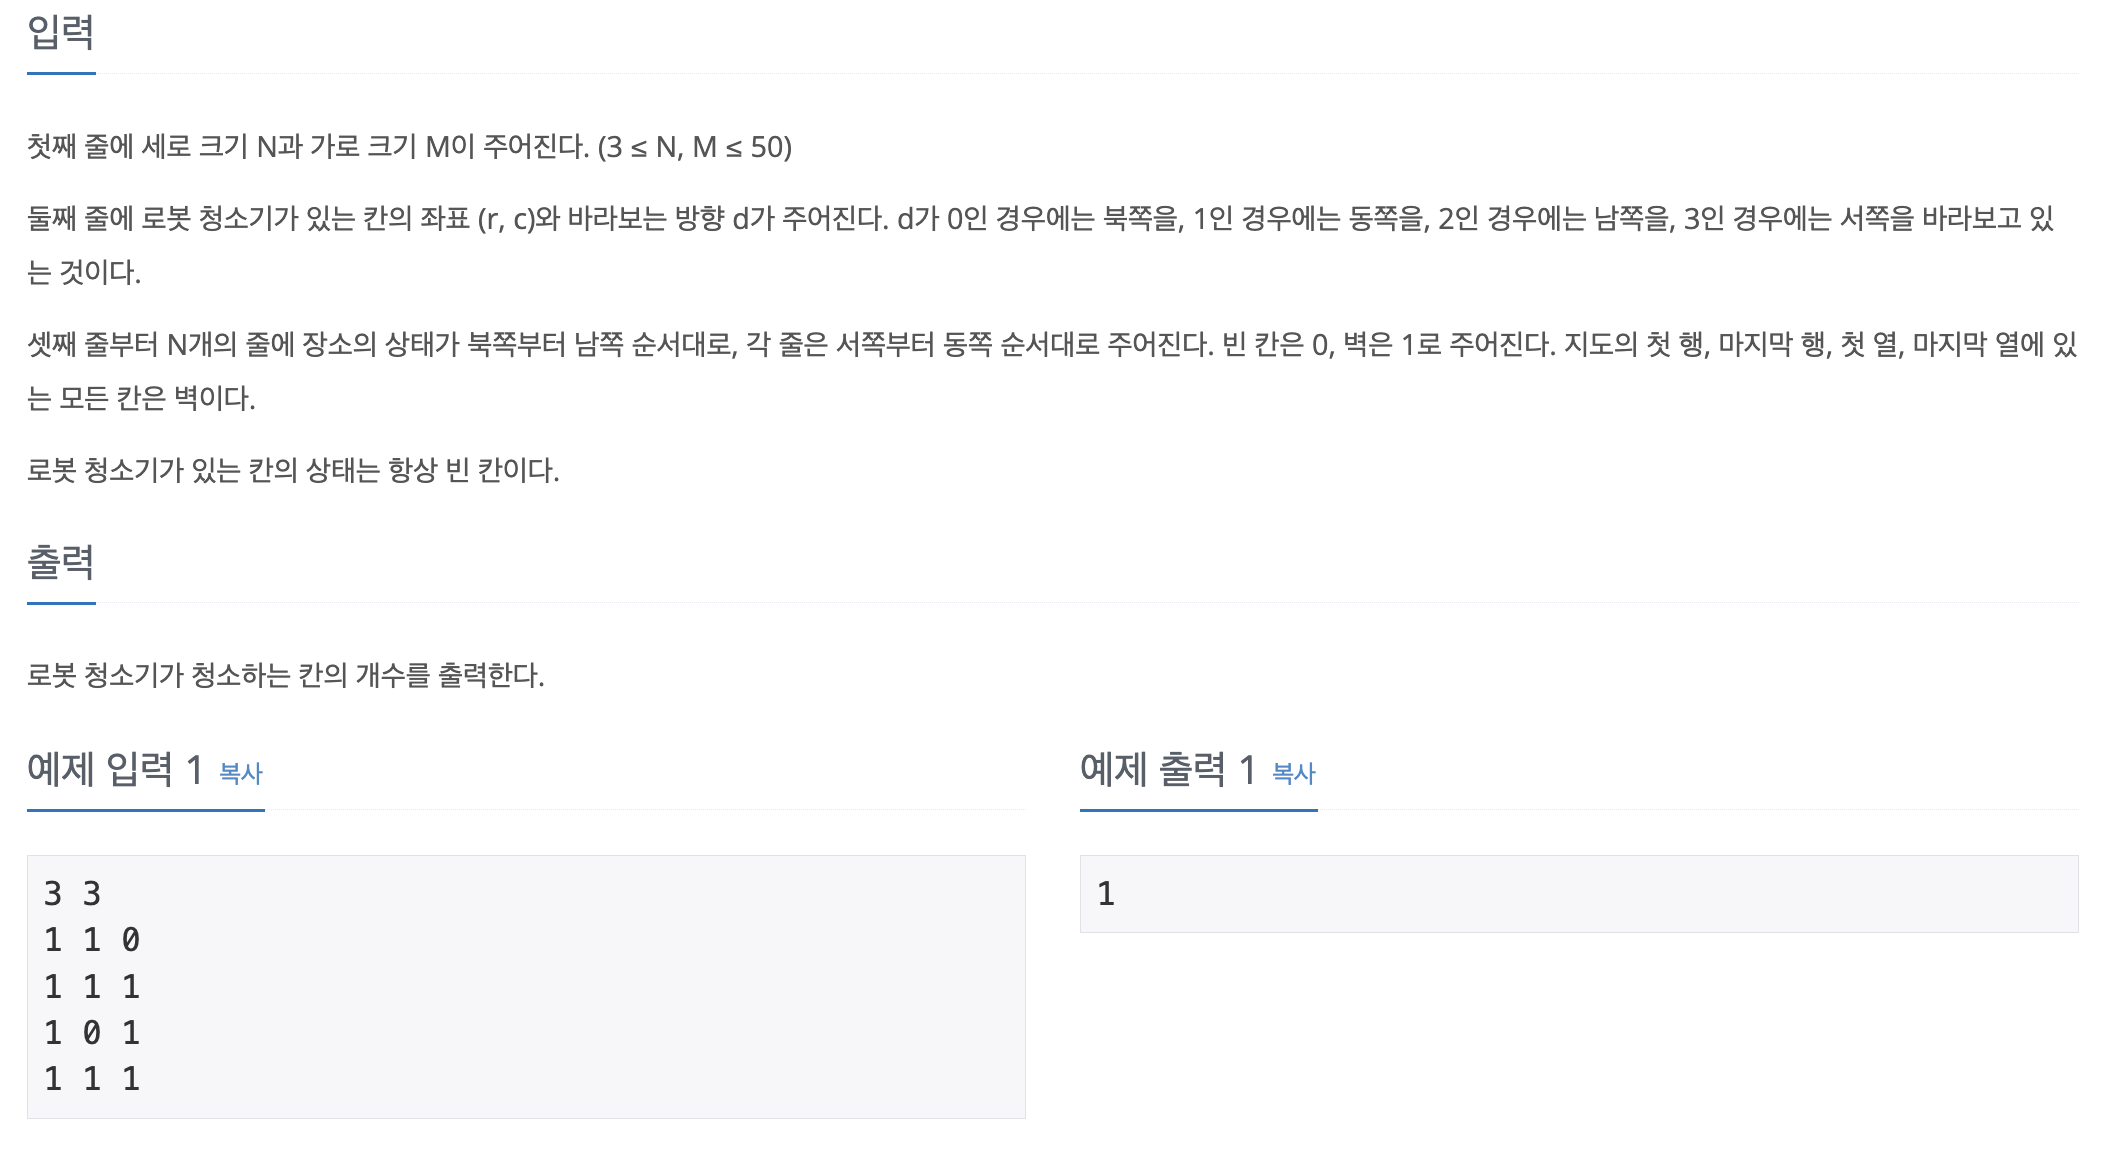 입력
첫째 줄에 세로 크기 N과 가로 크기 M이 주어진다. (3 ≤ N, M ≤ 50)
둘째 줄에 로봇 청소기가 있는 칸의 좌표 (r, c)와 바라보는 방향 d가 주어진다. d가 0인 경우에는 북쪽을, 1인 경우에는 동쪽을, 2인 경우에는 남쪽을, 3인 경우에는 서쪽을 바라보고 있
는 것이다.
셋째 줄부터 N개의 줄에 장소의 상태가 북쪽부터 남쪽 순서대로, 각 줄은 서쪽부터 동쪽 순서대로 주어진다. 빈 칸은 0, 벽은 1로 주어진다. 지도의 첫 행, 마지막 행, 첫 열, 마지막 열에 있
는 모든 칸은 벽이다.
로봇 청소기가 있는 칸의 상태는 항상 빈 칸이다.
출력
로봇 청소기가 청소하는 칸의 개수를 출력한다.
예제 입력 1 복사
3 3
1 1 0
1 1 1
1 0 1
1 1 1
예제 출력 1 복사
1